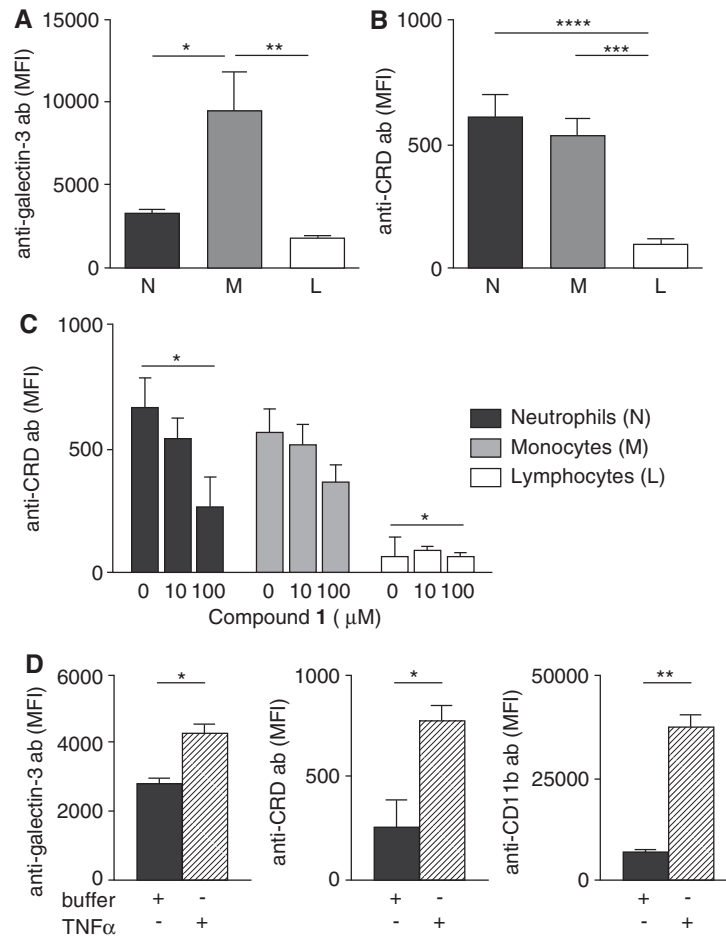 A
B
anti-galectin-3 ab (MFI)
15000
10000
5000
0
*
**
N M L
anti-CRD ab (MFI)
1000
500
0
****
***
N M L
C
anti-CRD ab (MFI)
1000
500
0
*
*
0 10 100 0 10 100 0 10 100
Compound 1 ( μM)
Neutrophils (N)
Monocytes (M)
Lymphocytes (L)
D
anti-galectin-3 ab (MFI)
6000
4000
2000
0
*
buffer + -
TNFα - +
anti-CRD ab (MFI)
1000
500
0
*
+ -
- +
anti-CD11b ab (MFI)
50000
25000
0
**
+ -
- +